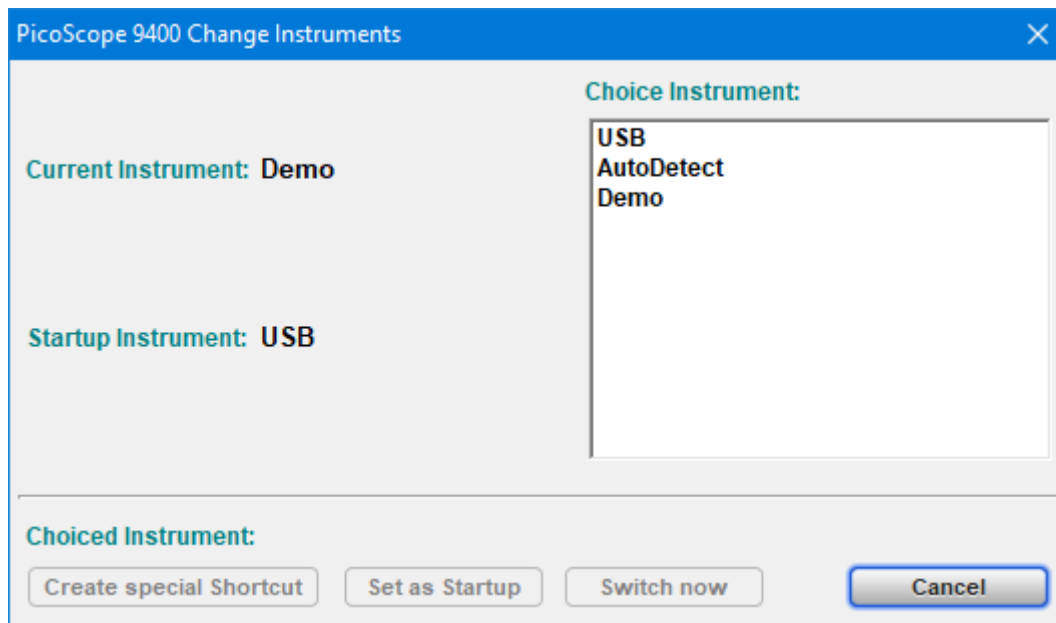 PicoScope 9400 Change Instruments
Choice Instrument:
USB
AutoDetect
Demo
Current Instrument: Demo
Startup Instrument: USB
Choiced Instrument:
Create special Shortcut Set as Startup Switch now Cancel